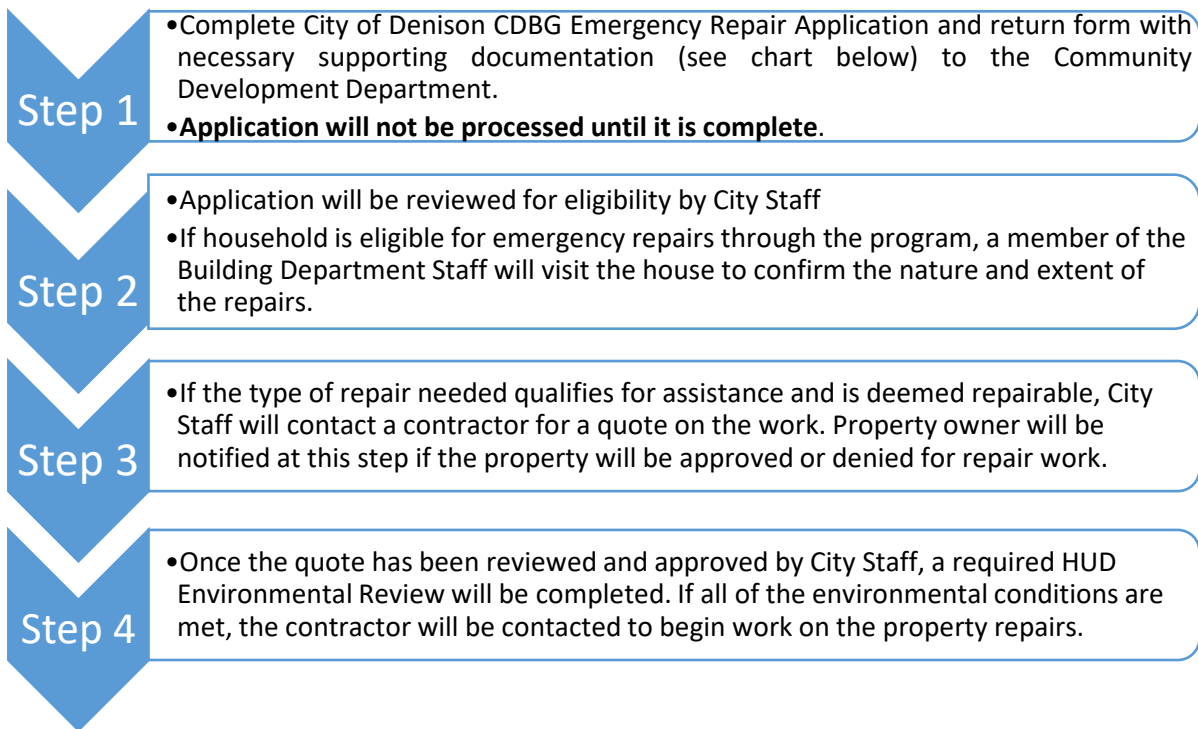 Step 1
•Complete City of Denison CDBG Emergency Repair Application and return form with
necessary supporting documentation (see chart below) to the Community
Development Department.
•Application will not be processed until it is complete.
Step 2
•Application will be reviewed for eligibility by City Staff
•If household is eligible for emergency repairs through the program, a member of the
Building Department Staff will visit the house to confirm the nature and extent of
the repairs.
Step 3
•If the type of repair needed qualifies for assistance and is deemed repairable, City
Staff will contact a contractor for a quote on the work. Property owner will be
notified at this step if the property will be approved or denied for repair work.
Step 4
•Once the quote has been reviewed and approved by City Staff, a required HUD
Environmental Review will be completed. If all of the environmental conditions are
met, the contractor will be contacted to begin work on the property repairs.